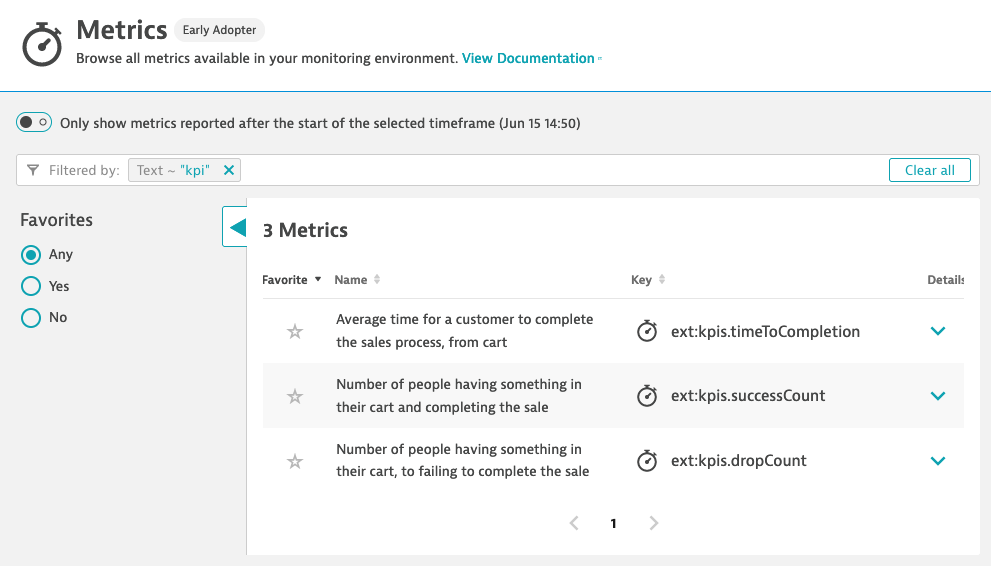 Metrics Early Adopter
Browse all metrics available in your monitoring environment. View Documentation
Only show metrics reported after the start of the selected timeframe (Jun 15 14:50)
Filtered by: Text ~ "kpi" Clear all
Favorites
Any
Yes
No
3 Metrics
Favorite Name Key Details
Average time for a customer to complete
the sales process, from cart
ext:kpis.timeToCompletion
Number of people having something in
their cart and completing the sale
ext:kpis.successCount
Number of people having something in
their cart, to failing to complete the sale
ext:kpis.dropCount
1